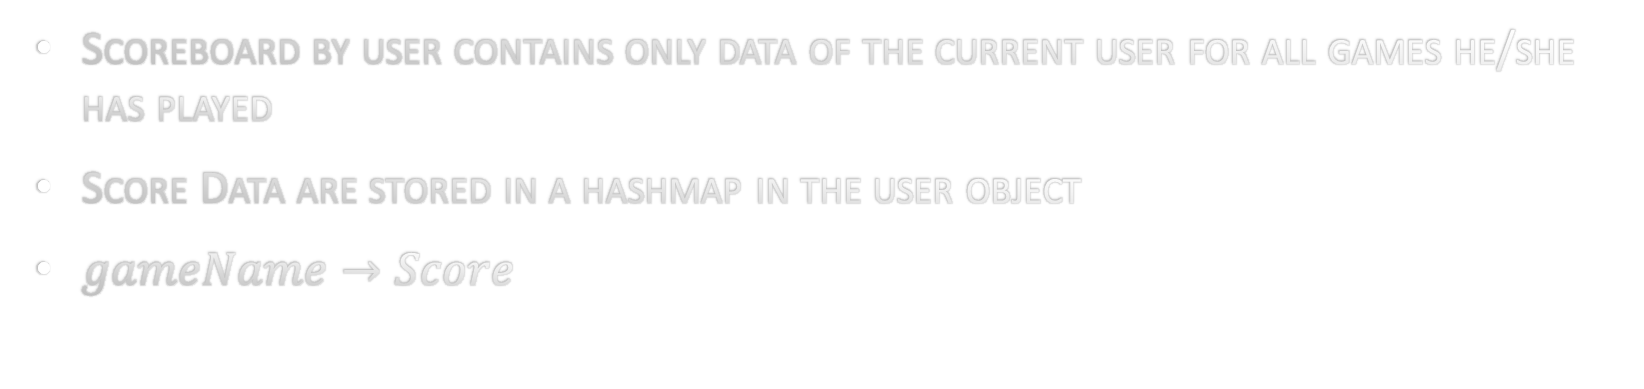 • Scoreboard by user contains only data of the current user for all games he/she
has played
• Score Data are stored in a hashmap in the user object
• gameName → Score